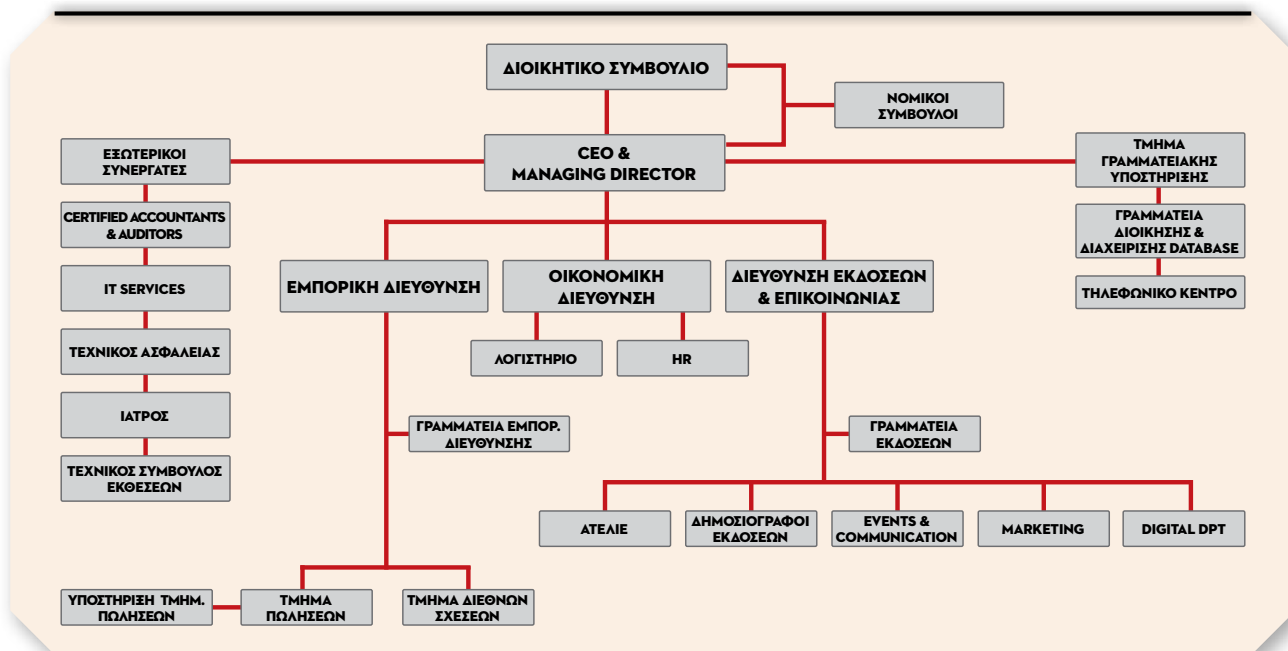 ΔΙΟΙΚΗΤΙΚΟ ΣΥΜΒΟΥΛΙΟ
ΝΟΜΙΚΟΙ
ΣΥΜΒΟΥΛΟΙ
CEO &
MANAGING DIRECTOR
ΕΞΩΤΕΡΙΚΟΙ
ΣΥΝΕΡΓΑΤΕΣ
CERTIFIED ACCOUNTANTS
& AUDITORS
IT SERVICES
ΤΕΧΝΙΚΟΣ ΑΣΦΑΛΕΙΑΣ
ΙΑΤΡΟΣ
ΤΕΧΝΙΚΟΣ ΣΥΜΒΟΥΛΟΣ
ΕΚΘΕΣΕΩΝ
ΤΜΗΜΑ
ΓΡΑΜΜΑΤΕΙΑΚΗΣ
ΥΠΟΣΤΗΡΙΞΗΣ
ΓΡΑΜΜΑΤΕΙΑ
ΔΙΟΙΚΗΣΗΣ &
ΔΙΑΧΕΙΡΙΣΗΣ DATABASE
ΤΗΛΕΦΩΝΙΚΟ ΚΕΝΤΡΟ
ΕΜΠΟΡΙΚΗ ΔΙΕΥΘΥΝΣΗ
ΟΙΚΟΝΟΜΙΚΗ
ΔΙΕΥΘΥΝΣΗ
ΔΙΕΥΘΥΝΣΗ ΕΚΔΟΣΕΩΝ
& ΕΠΙΚΟΙΝΩΝΙΑΣ
ΛΟΓΙΣΤΗΡΙΟ
HR
ΓΡΑΜΜΑΤΕΙΑ ΕΜΠΟΡ.
ΔΙΕΥΘΥΝΣΗΣ
ΓΡΑΜΜΑΤΕΙΑ
ΕΚΔΟΣΕΩΝ
ΑΤΕΛΙΕ
ΔΗΜΟΣΙΟΓΡΑΦΟΙ
ΕΚΔΟΣΕΩΝ
EVENTS &
COMMUNICATION
MARKETING
DIGITAL DPT
ΥΠΟΣΤΗΡΙΞΗ ΤΜΗΜ.
ΠΩΛΗΣΕΩΝ
ΤΜΗΜΑ
ΠΩΛΗΣΕΩΝ
ΤΜΗΜΑ ΔΙΕΘΝΩΝ
ΣΧΕΣΕΩΝ